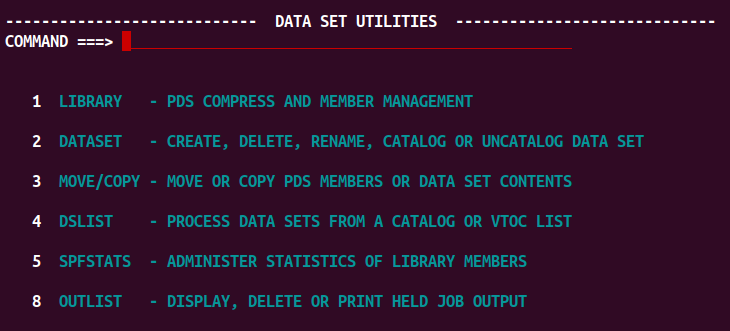 ---------------------------- DATA SET UTILITIES -----------------------------
COMMAND ===> _________________________________________________
1 LIBRARY - PDS COMPRESS AND MEMBER MANAGEMENT
2 DATASET - CREATE, DELETE, RENAME, CATALOG OR UNCATALOG DATA SET
3 MOVE/COPY - MOVE OR COPY PDS MEMBERS OR DATA SET CONTENTS
4 DSLIST - PROCESS DATA SETS FROM A CATALOG OR VTOC LIST
5 SPFSTATS - ADMINISTER STATISTICS OF LIBRARY MEMBERS
8 OUTLIST - DISPLAY, DELETE OR PRINT HELD JOB OUTPUT